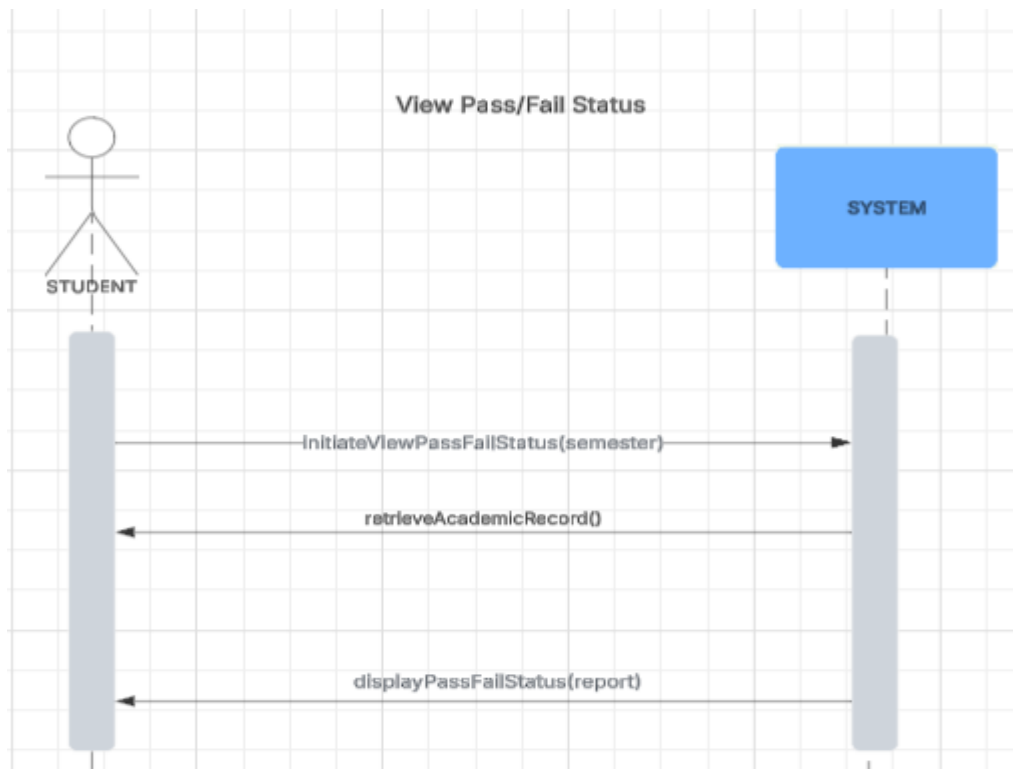 View Pass/Fail Status
SYSTEM
STUDENT
initiateViewPassFailStatus(semester)
retrieveAcademicRecord()
displayPassFailStatus(report)